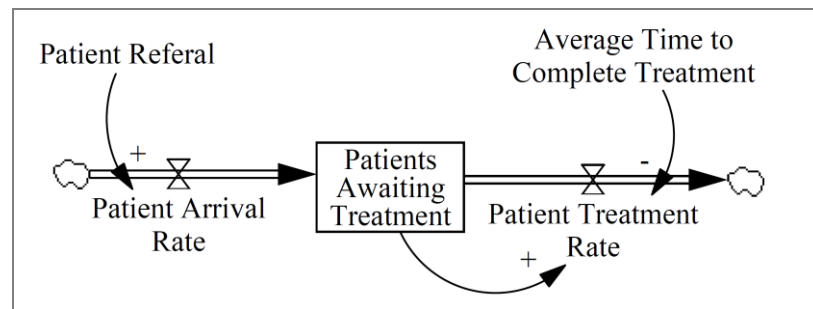 Patient Referal
Average Time to
Complete Treatment
+
Patients
Awaiting
Treatment
-
Patient Arrival
Rate
Patient Treatment
Rate
+